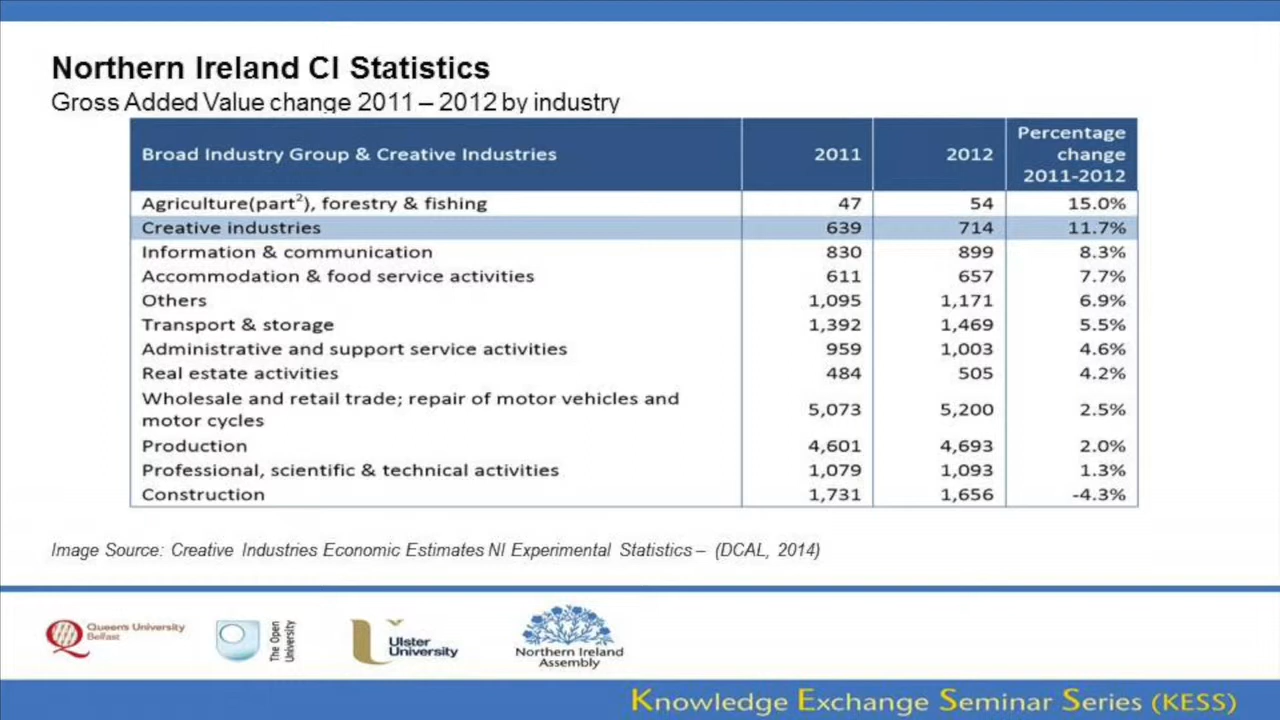 Northern Ireland CI Statistics
Gross Added Value change 2011 – 2012 by industry
Broad Industry Group & Creative Industries 2011 2012 Percentage change 2011-2012
Agriculture(part²), forestry & fishing 47 54 15.0%
Creative industries 639 714 11.7%
Information & communication 830 899 8.3%
Accommodation & food service activities 611 657 7.7%
Others 1,095 1,171 6.9%
Transport & storage 1,392 1,469 5.5%
Administrative and support service activities 959 1,003 4.6%
Real estate activities 484 505 4.2%
Wholesale and retail trade; repair of motor vehicles and
motor cycles 5,073 5,200 2.5%
Production 4,601 4,693 2.0%
Professional, scientific & technical activities 1,079 1,093 1.3%
Construction 1,731 1,656 -4.3%
Image Source: Creative Industries Economic Estimates NI Experimental Statistics – (DCAL, 2014)
Queen's University
Belfast
The Open
University
Ulster
University
Northern Ireland
Assembly
Knowledge Exchange Seminar Series (KESS)